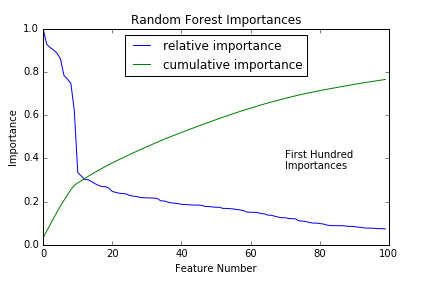 Random Forest Importances
relative importance
cumulative importance
First Hundred
Importances
Importance
1.0
0.8
0.6
0.4
0.2
0.0
0 20 40 60 80 100
Feature Number